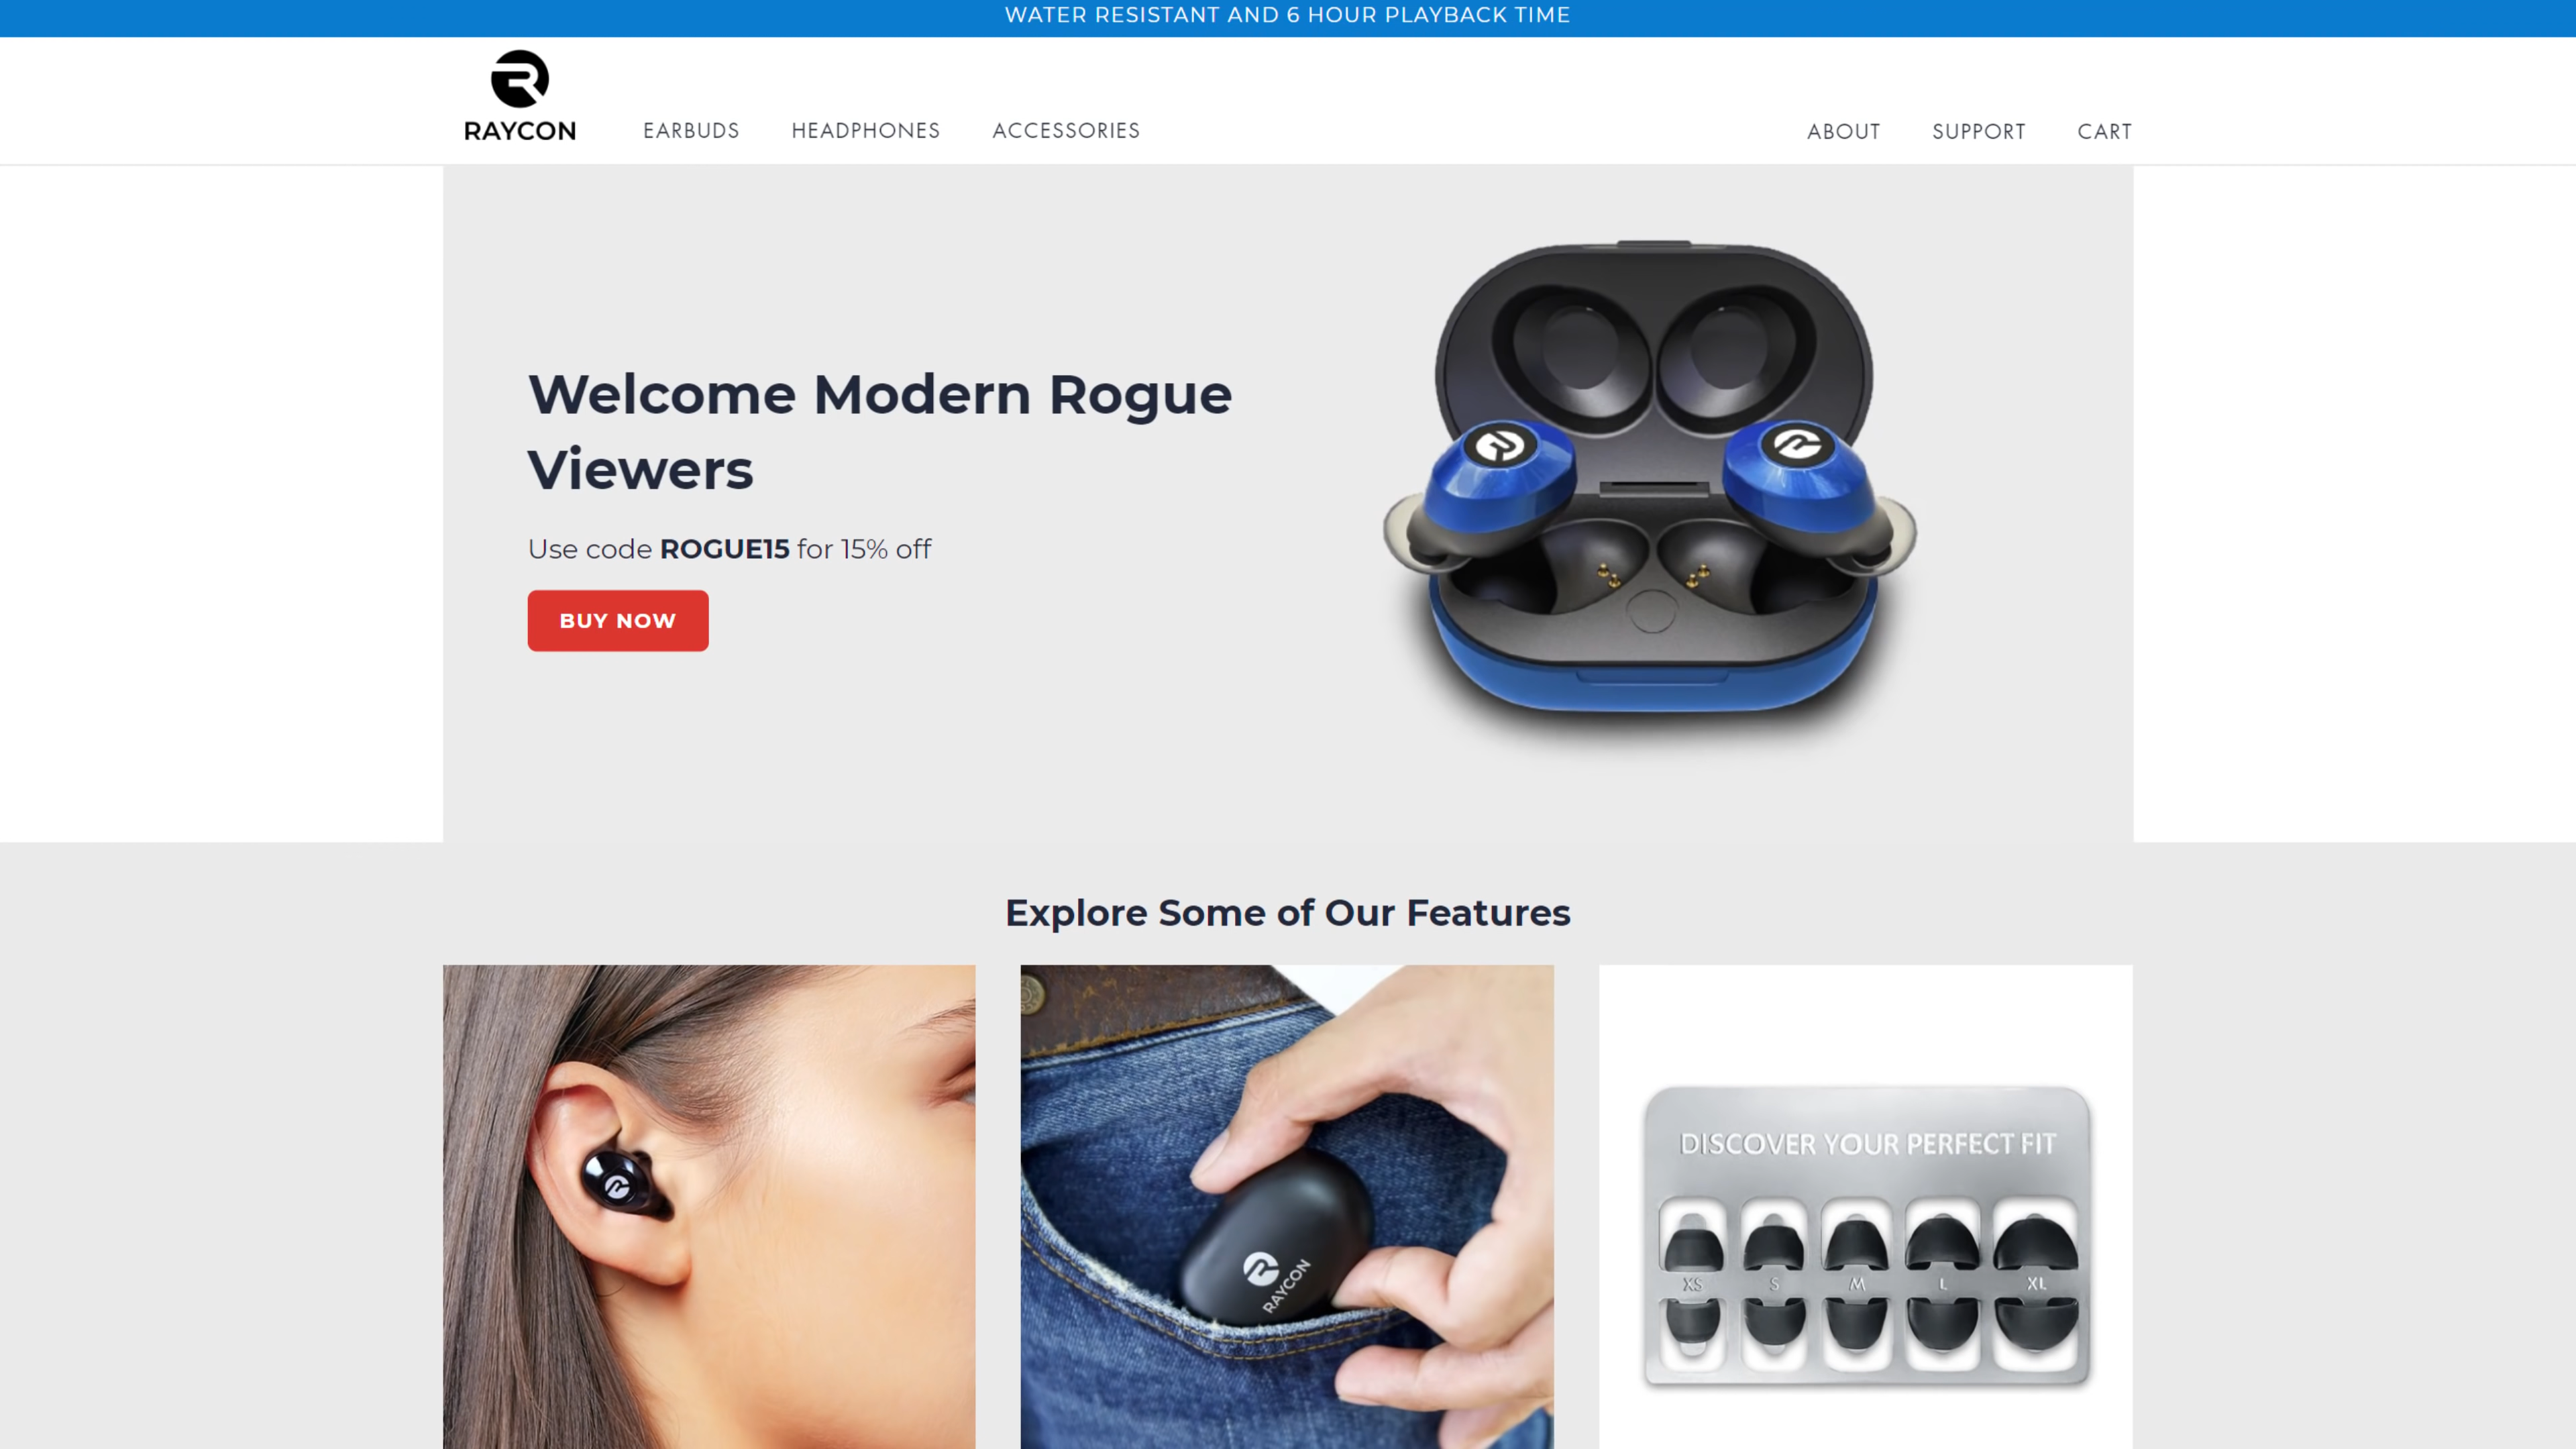 WATER RESISTANT AND 6 HOUR PLAYBACK TIME
RAYCON
EARBUDS
HEADPHONES
ACCESSORIES
ABOUT
SUPPORT
CART
Welcome Modern Rogue
Viewers
Use code ROGUE15 for 15% off
BUY NOW
Explore Some of Our Features
RAYCON
DISCOVER YOUR PERFECT FIT
XS S M L XL